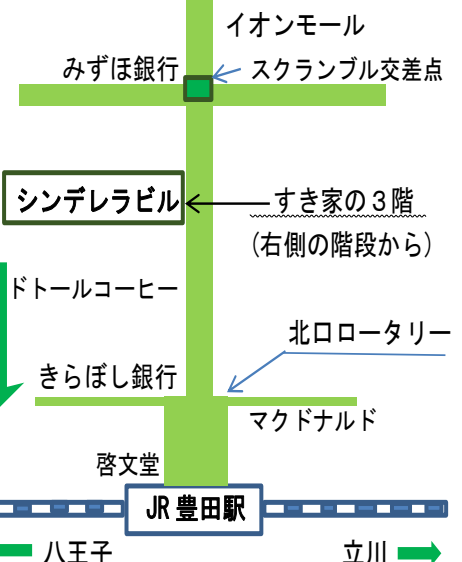 イオンモール
みずほ銀行
スクランブル交差点
シンデレラビル
すき家の３階
(右側の階段から)
ドトールコーヒー
北口ロータリー
きらぼし銀行
マクドナルド
啓文堂
JR 豊田駅
八王子
立川